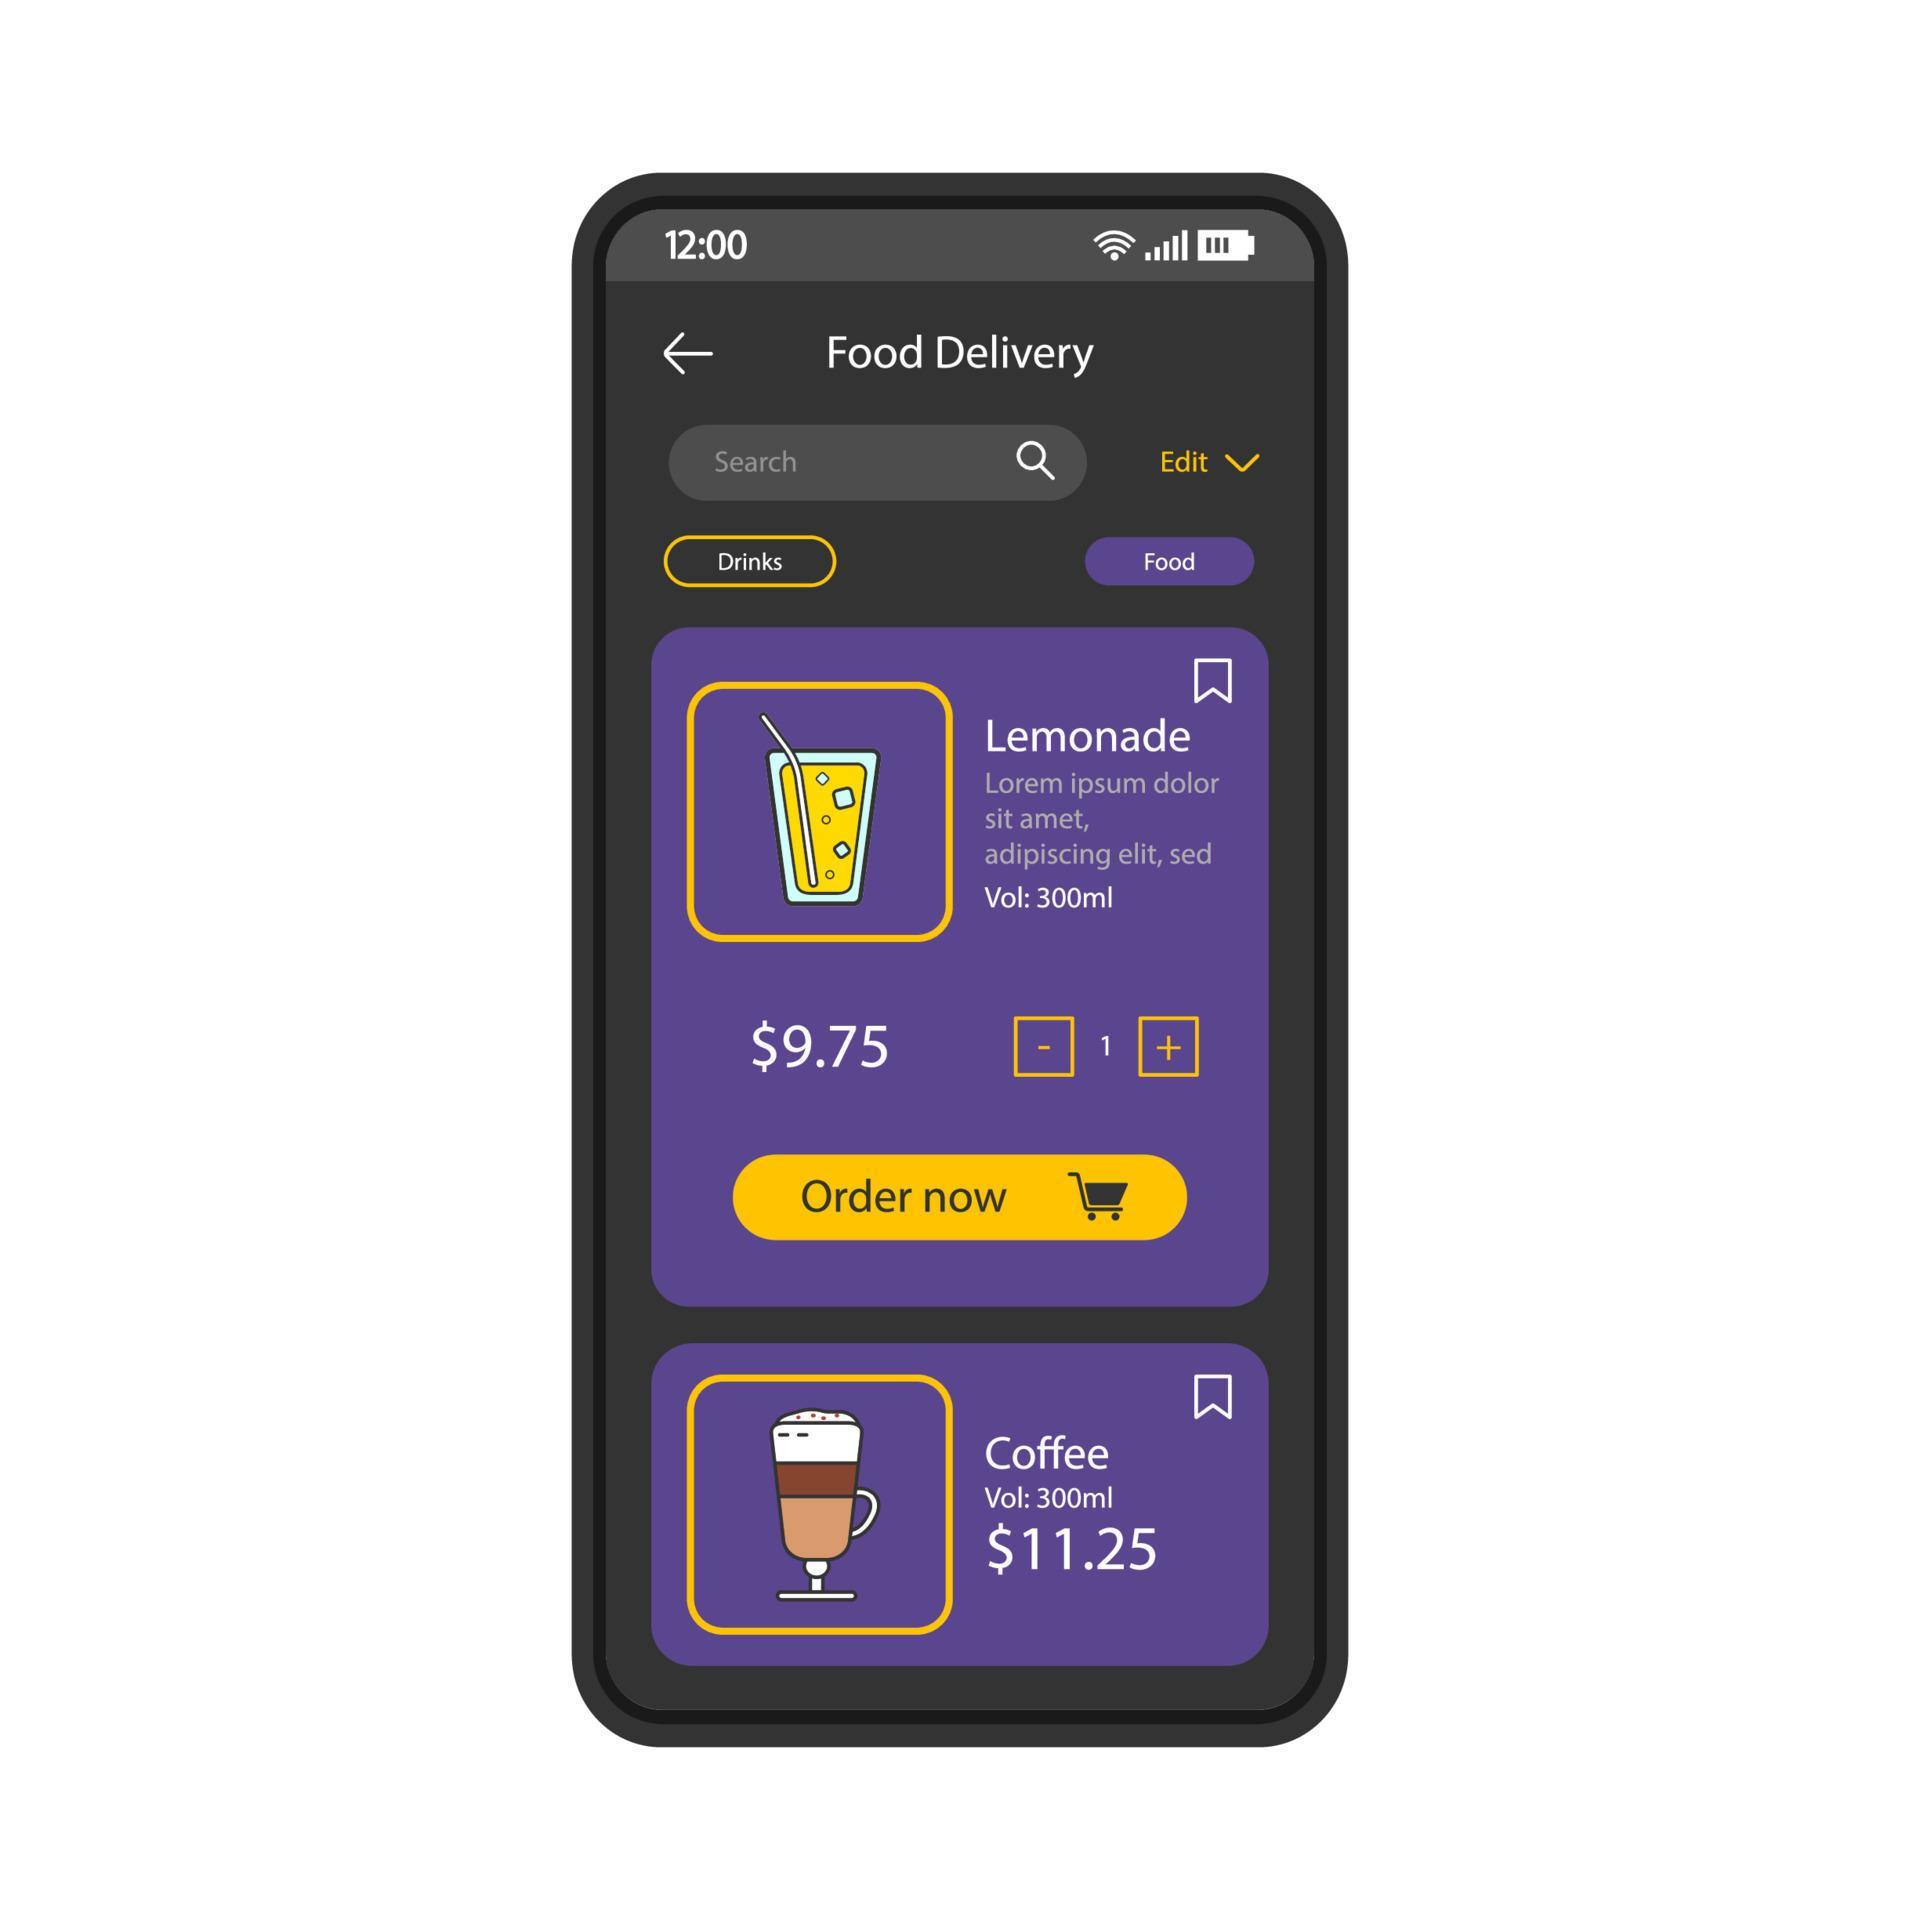 12:00
Food Delivery
Search
Edit
Drinks
Food
Lemonade
Lorem ipsum dolor
sit amet,
adipiscing elit, sed
Vol: 300ml
$9.75
- 1 +
Order now
Coffee
Vol: 300ml
$11.25